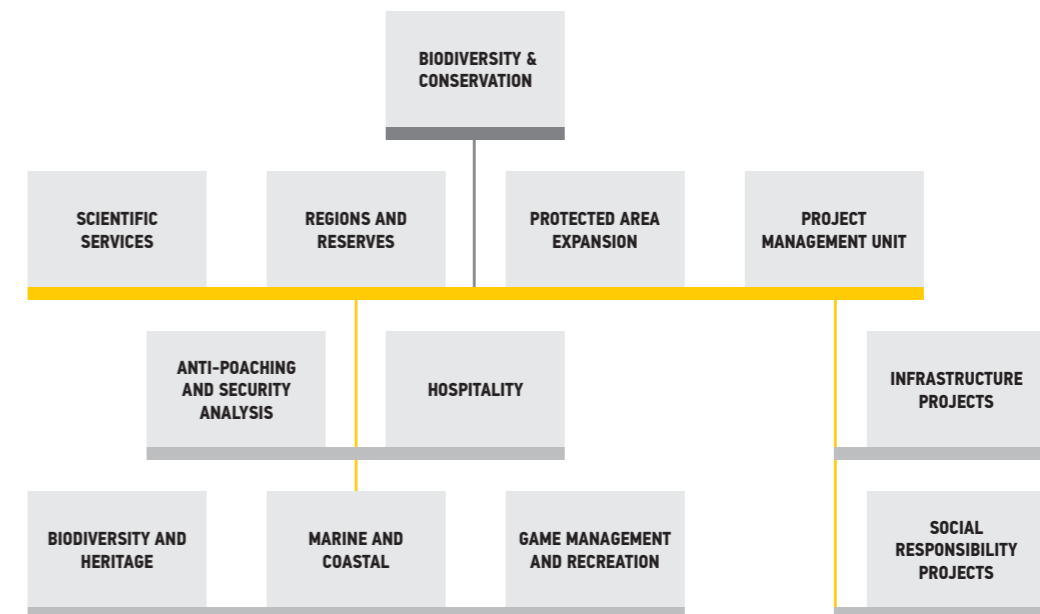 BIODIVERSITY &
CONSERVATION
SCIENTIFIC
SERVICES
REGIONS AND
RESERVES
PROTECTED AREA
EXPANSION
PROJECT
MANAGEMENT UNIT
ANTI-POACHING
AND SECURITY
ANALYSIS
HOSPITALITY
INFRASTRUCTURE
PROJECTS
BIODIVERSITY AND
HERITAGE
MARINE AND
COASTAL
GAME MANAGEMENT
AND RECREATION
SOCIAL
RESPONSIBILITY
PROJECTS